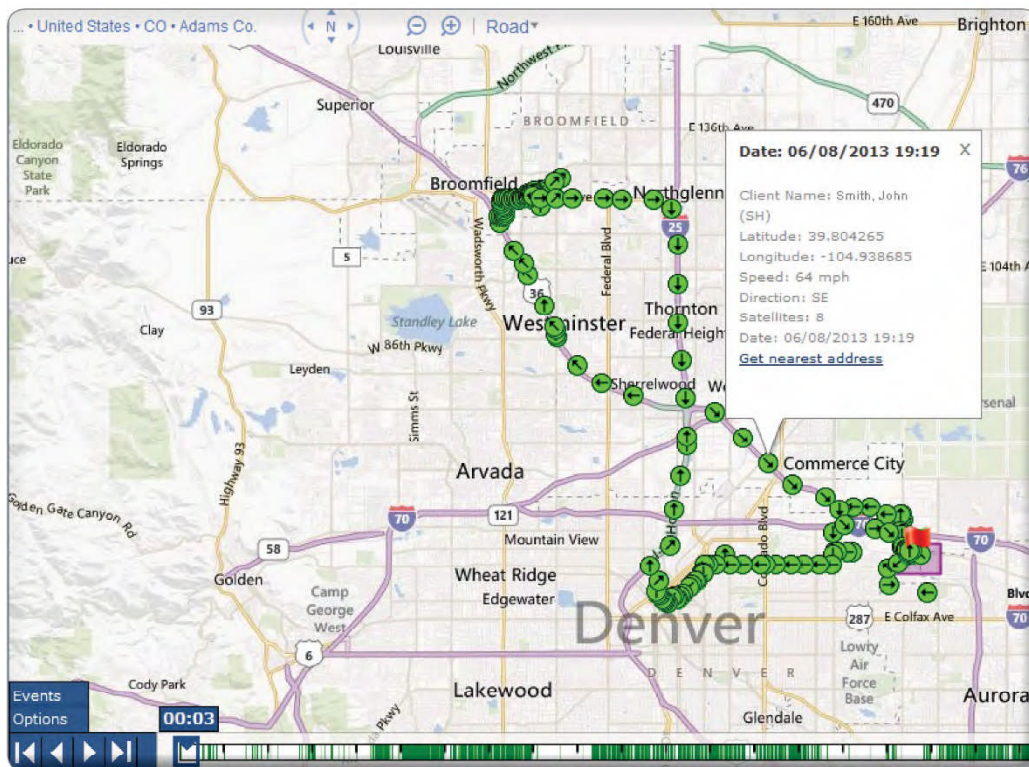 ... • United States • CO • Adams Co.
N
Road
Louisville
Northwest
E 160th Ave
Brighton
Superior
470
BROOMFIELD
E 136th Ave
Eldorado
Canyon
State
Park
Eldorado
Springs
76
Date: 06/08/2013 19:19 X
Client Name: Smith, John
(SH)
Latitude: 39.804265
Longitude: -104.938685
Speed: 64 mph
Direction: SE
Satellites: 8
Date: 06/08/2013 19:19
Get nearest address
Broomfield
Northglenn
25
Wadsworth Pkwy
Federal Blvd
5
E 104th
36
93
Standley Lake
Thornton
Clay
Westminster
Federal
W 86th Pkwy
Leyden
Sherrelwood
Simms St
Highway 93
Arvada
Commerce City
Golden Gate Canyon Rd
70
121
70
70
Mountain View
58
Golden
Wheat Ridge
Edgewater
Camp
George
West
Denver
287
E Colfax Ave
70
6
DENVER
Lowry
Air
Force
Base
Cody Park
Lakewood
Aurora
Glendale
Events
Options
00:03